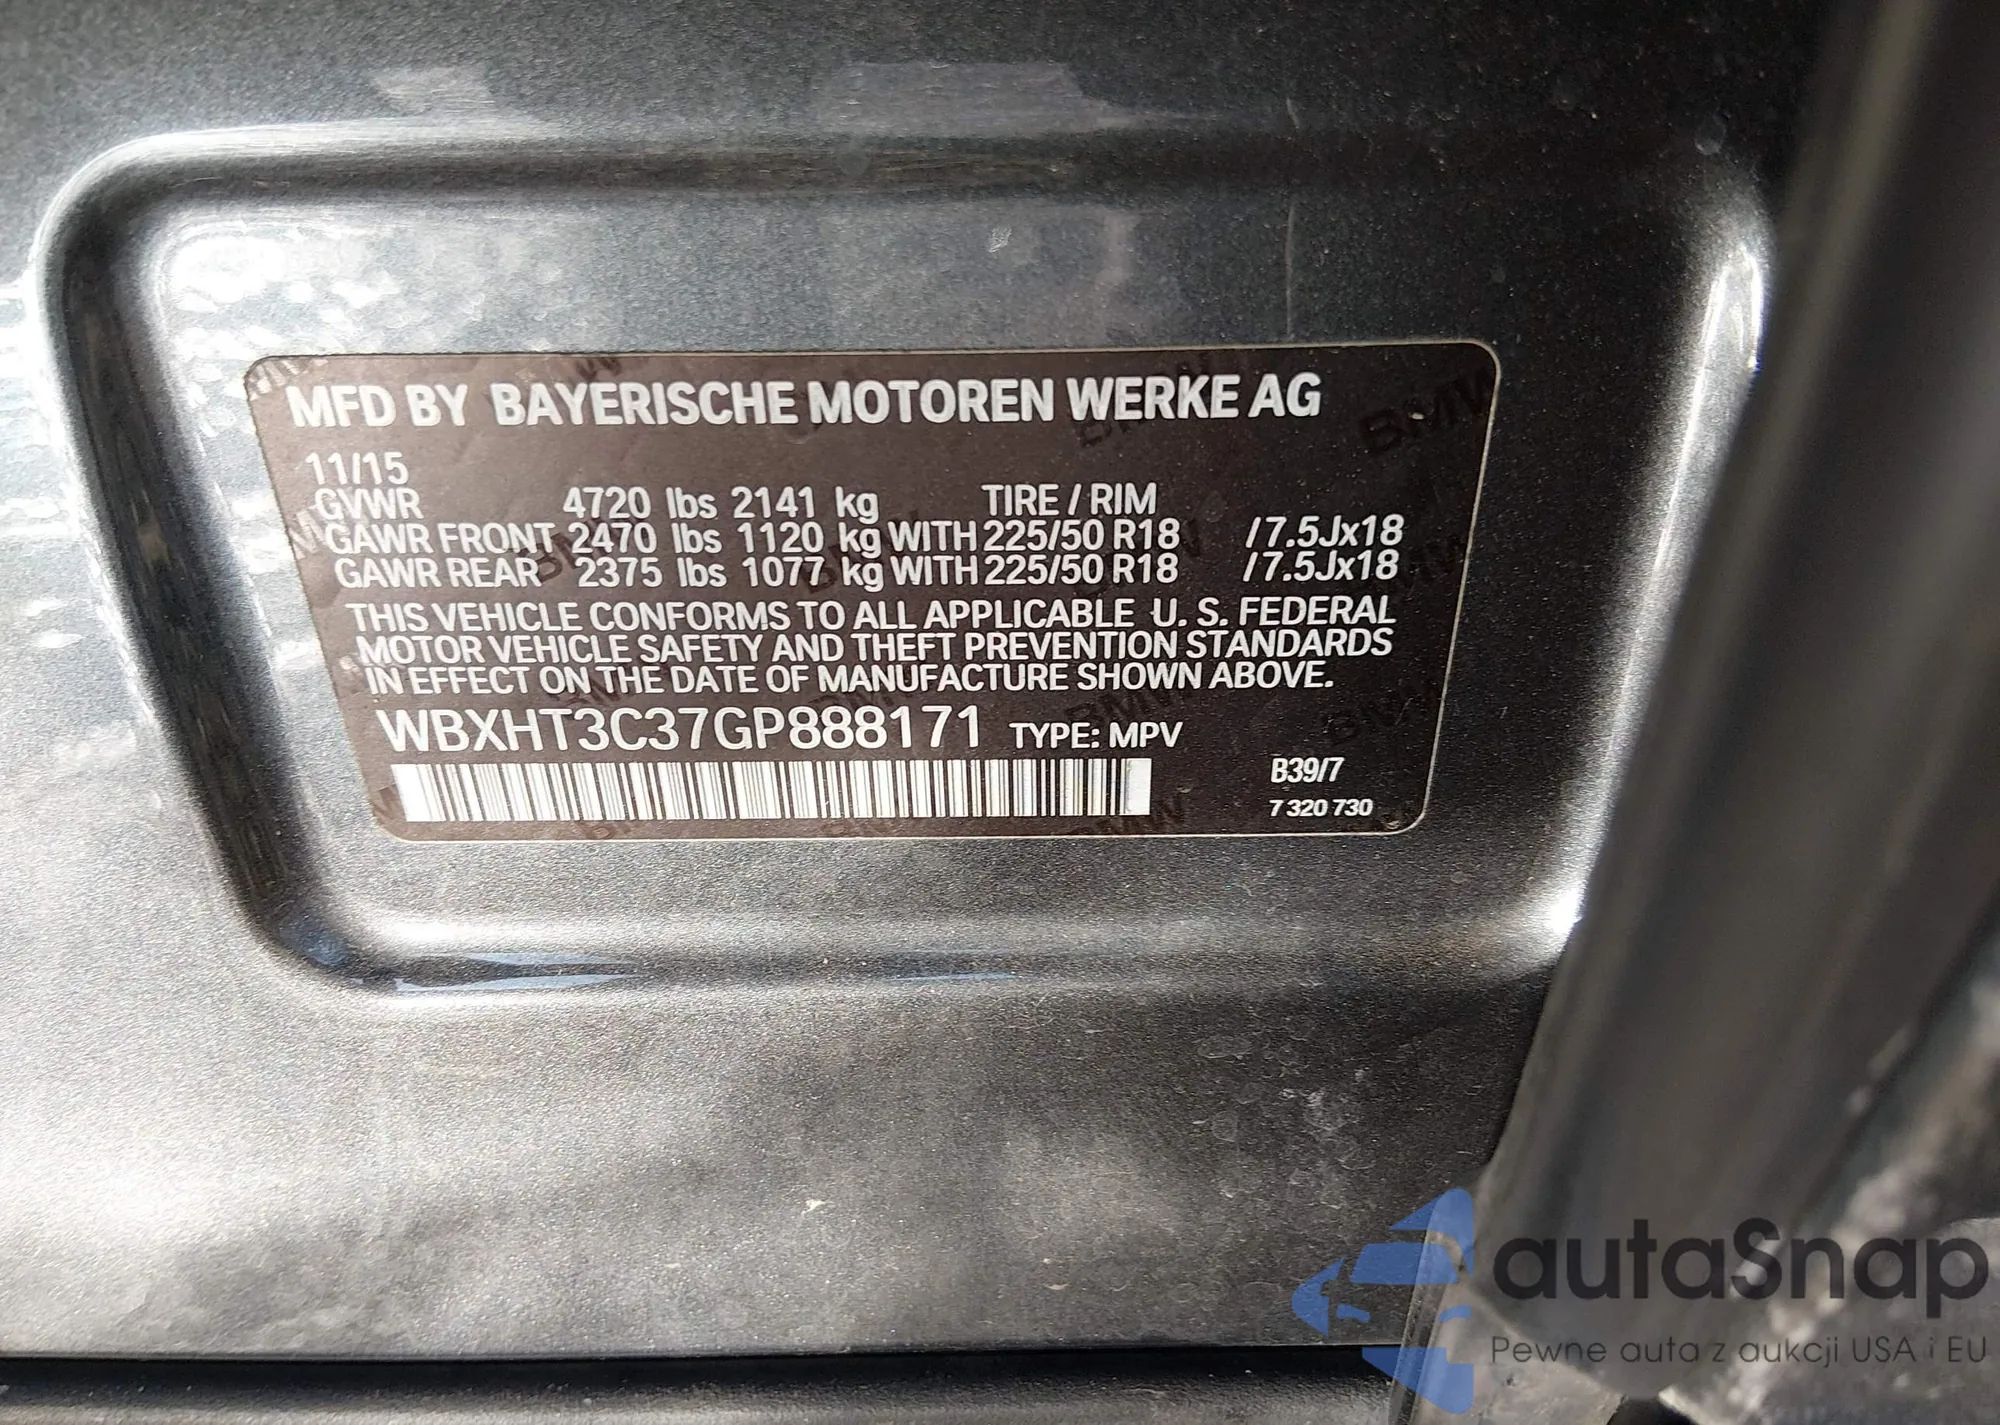 MFD BY BAYERISCHE MOTOREN WERKE AG
11/15
GVWR 4720 lbs 2141 kg TIRE / RIM
GAWR FRONT 2470 lbs 1120 kg WITH 225/50 R18 /7.5Jx18
GAWR REAR 2375 lbs 1077 kg WITH 225/50 R18 /7.5Jx18
THIS VEHICLE CONFORMS TO ALL APPLICABLE U. S. FEDERAL
MOTOR VEHICLE SAFETY AND THEFT PREVENTION STANDARDS
IN EFFECT ON THE DATE OF MANUFACTURE SHOWN ABOVE.
WBXHT3C37GP888171 TYPE: MPV
B39/7
7 320 730
autaSnap
Pewne auta z aukcji USA i EU